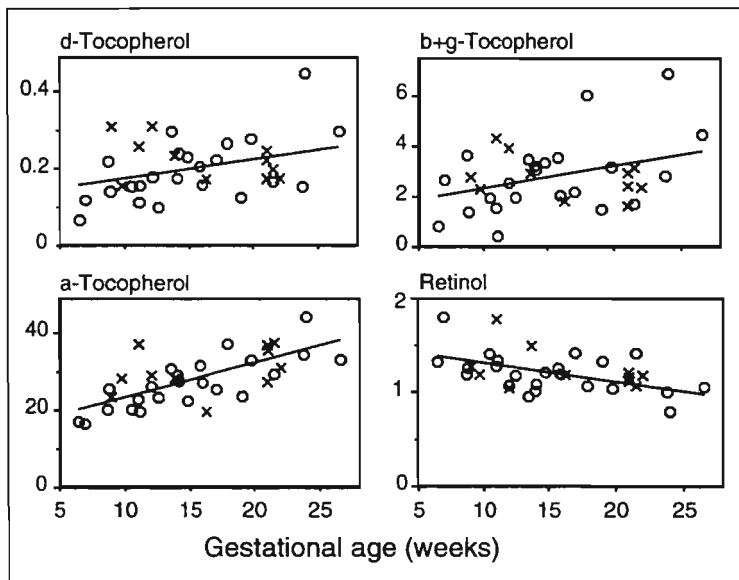 d-Tocopherol
b+g-Tocopherol
0.4
0.2
0
6
4
2
0
a-Tocopherol
Retinol
40
20
0
2
1
0
5 10 15 20 25
5 10 15 20 25
Gestational age (weeks)